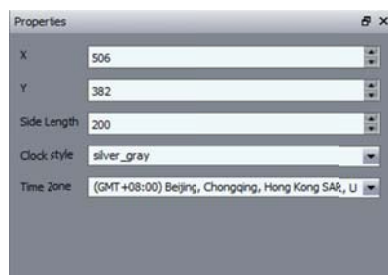 Properties
X 506
Y 382
Side Length 200
Clock style silver_gray
Time Zone (GMT+08:00) Beijing, Chongqing, Hong Kong SAR, U